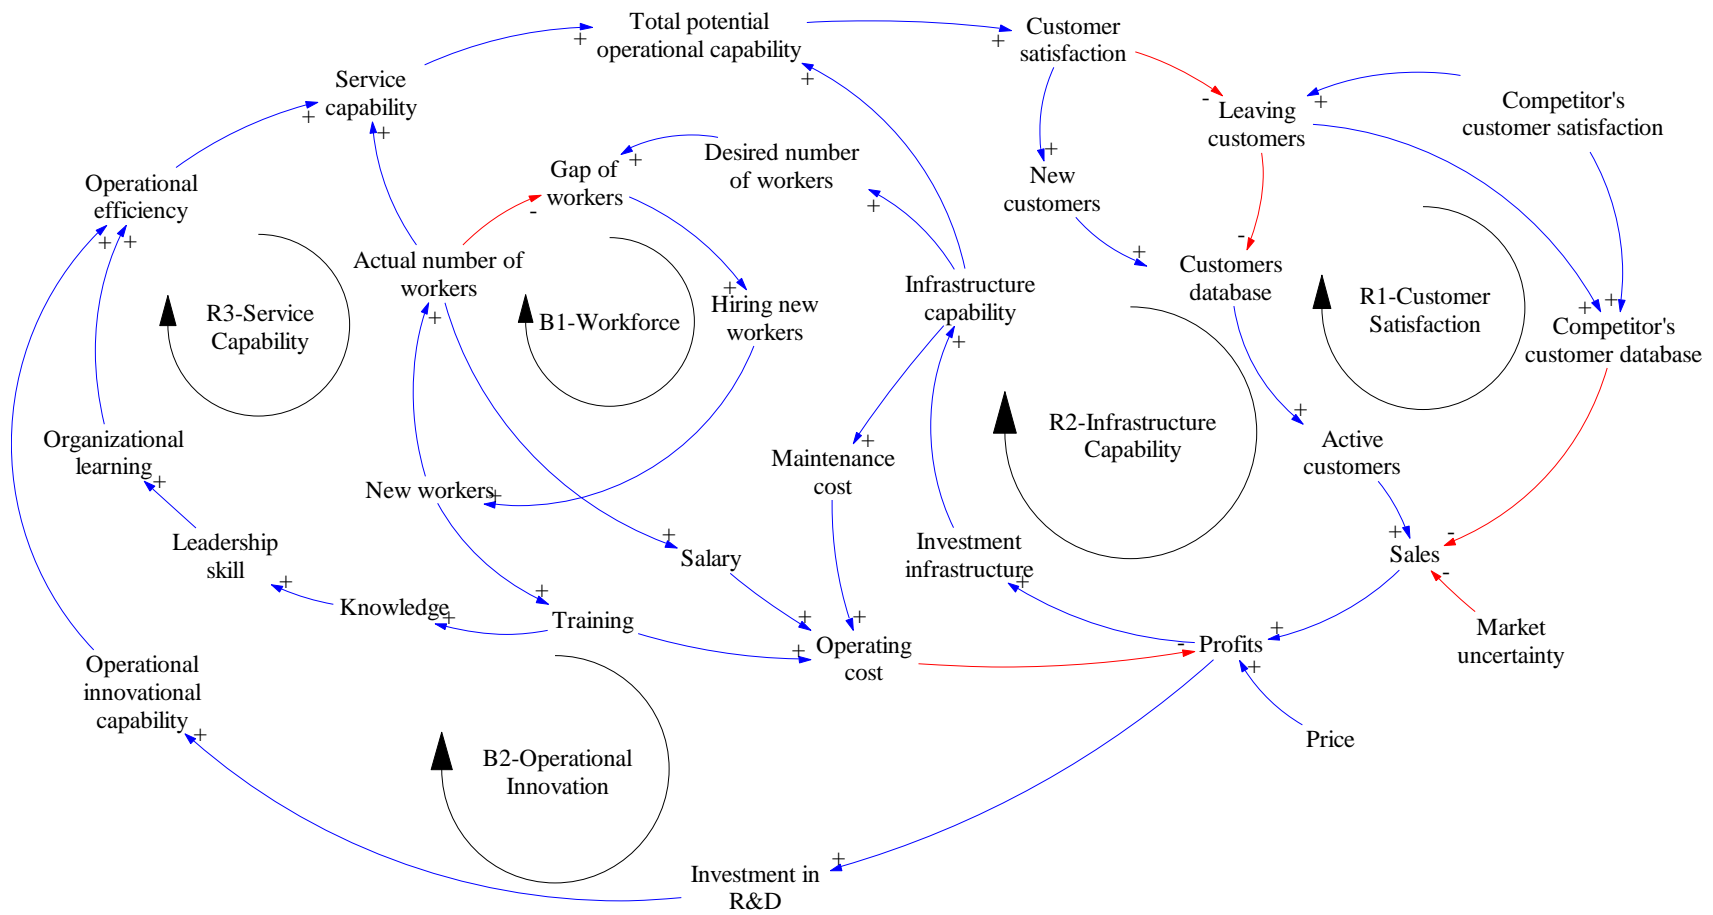 Total potential
operational capability
Customer
satisfaction
Service
capability
Leaving
customers
Competitor's
customer satisfaction
Gap of
workers
Desired number
of workers
New
customers
Operational
efficiency
Actual number of
workers
Hiring new
workers
Infrastructure
capability
Customers
database
R3-Service
Capability
B1-Workforce
R1-Customer
Satisfaction
Competitor's
customer database
R2-Infrastructure
Capability
Organizational
learning
Maintenance
cost
Active
customers
New workers
Leadership
skill
Salary
Investment
infrastructure
Sales
Knowledge
Training
Operating
cost
Profits
Market
uncertainty
Operational
innovational
capability
Price
B2-Operational
Innovation
Investment in
R&D
+
+
+
-
+
+
+
+
+
+
+
-
+
-
+
+
+
+
+
+
+
+
+
+
+
+
-
-
+
+
+
+
+
+
+
+
-
+
+
+
+